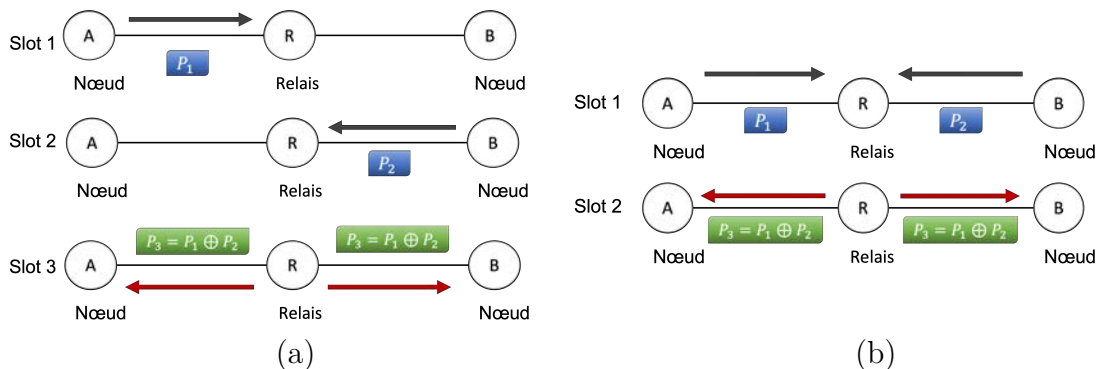 Slot 1
A
R
B
P₁
Nœud
Relais
Nœud
Slot 2
A
R
B
P₂
Nœud
Relais
Nœud
P₃ = P₁ ⊕ P₂
P₃ = P₁ ⊕ P₂
Slot 3
A
R
B
Nœud
Relais
Nœud
(a)
Slot 1
A
R
B
P₁
P₂
Nœud
Relais
Nœud
Slot 2
A
R
B
P₃ = P₁ ⊕ P₂
P₃ = P₁ ⊕ P₂
Nœud
Relais
Nœud
(b)